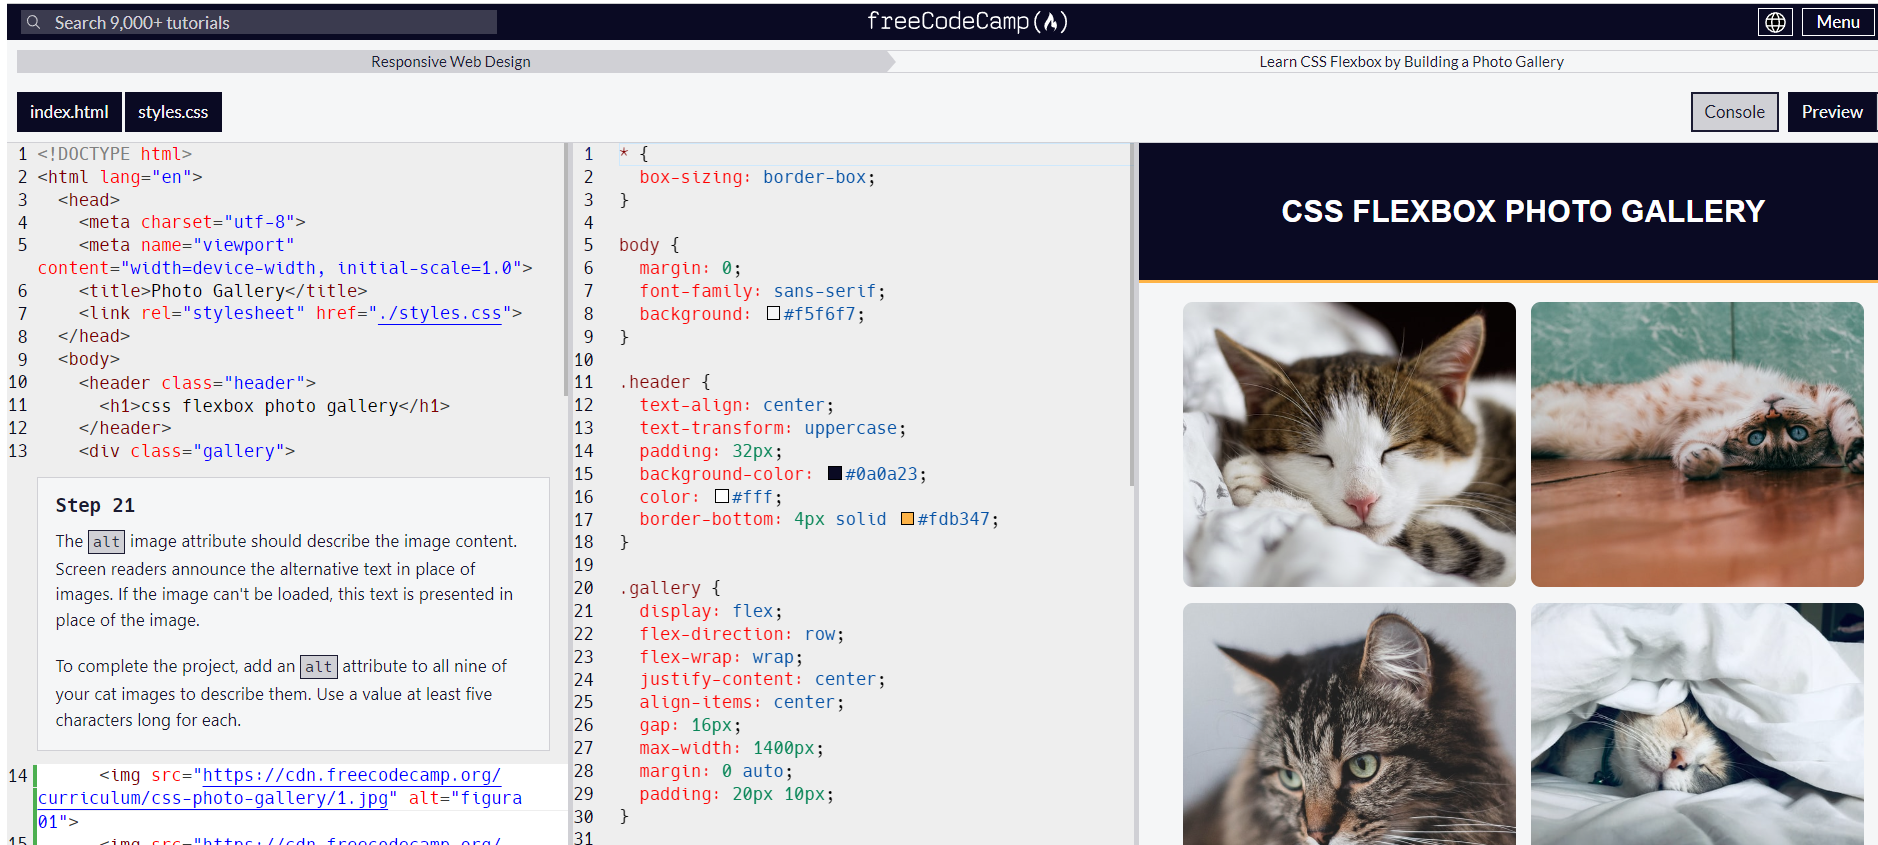 Search 9,000+ tutorials
freeCodeCamp
Menu
Responsive Web Design
Learn CSS Flexbox by Building a Photo Gallery
index.html
styles.css
Console
Preview
1 <!DOCTYPE html>
2 <html lang="en">
3 <head>
4 <meta charset="utf-8">
5 <meta name="viewport"
content="width=device-width, initial-scale=1.0">
6 <title>Photo Gallery</title>
7 <link rel="stylesheet" href="./styles.css">
8 </head>
9 <body>
10 <header class="header">
11 <h1>css flexbox photo gallery</h1>
12 </header>
13 <div class="gallery">
Step 21
The alt image attribute should describe the image content.
Screen readers announce the alternative text in place of
images. If the image can't be loaded, this text is presented in
place of the image.
To complete the project, add an alt attribute to all nine of
your cat images to describe them. Use a value at least five
characters long for each.
14 <img src="https://cdn.freecodecamp.org/
curriculum/css-photo-gallery/1.jpg" alt="figura
01">
15 <img src="https://cdn.freecodecamp.org/
1 * {
2 box-sizing: border-box;
3 }
4
5 body {
6 margin: 0;
7 font-family: sans-serif;
8 background: #f5f6f7;
9 }
10
11 .header {
12 text-align: center;
13 text-transform: uppercase;
14 padding: 32px;
15 background-color: #0a0a23;
16 color: #fff;
17 border-bottom: 4px solid #fdb347;
18 }
19
20 .gallery {
21 display: flex;
22 flex-direction: row;
23 flex-wrap: wrap;
24 justify-content: center;
25 align-items: center;
26 gap: 16px;
27 max-width: 1400px;
28 margin: 0 auto;
29 padding: 20px 10px;
30 }
31
CSS FLEXBOX PHOTO GALLERY